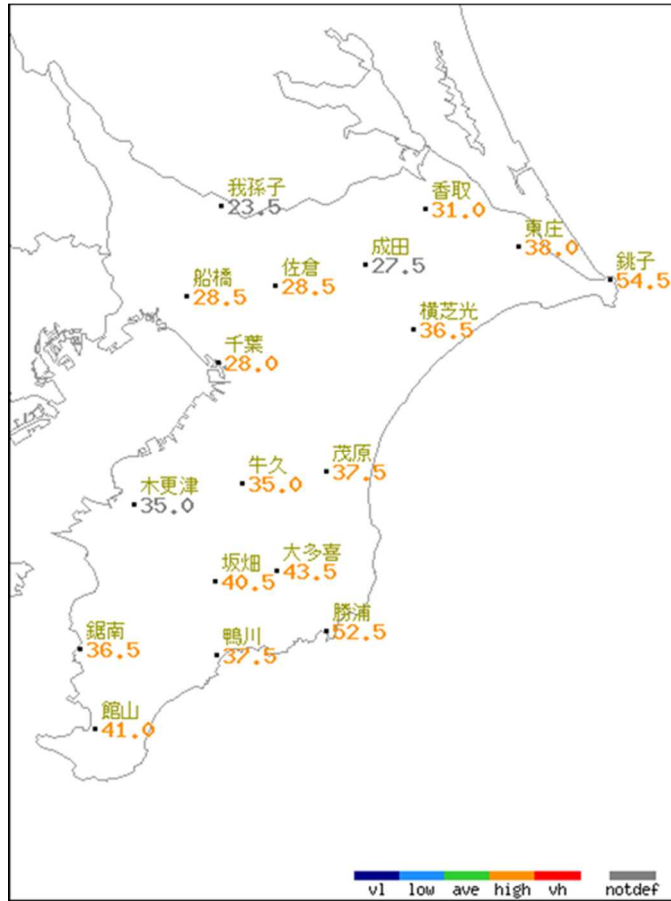 我孫子
23.5
香取
31.0
東庄
38.0
成田
27.5
銚子
54.5
船橋
28.5
佐倉
28.5
横芝光
36.5
千葉
28.0
牛久
35.0
茂原
37.5
木更津
35.0
坂畑
40.5
大多喜
43.5
勝浦
52.5
鋸南
36.5
鴨川
37.5
館山
41.0
vl low ave high vh notdef